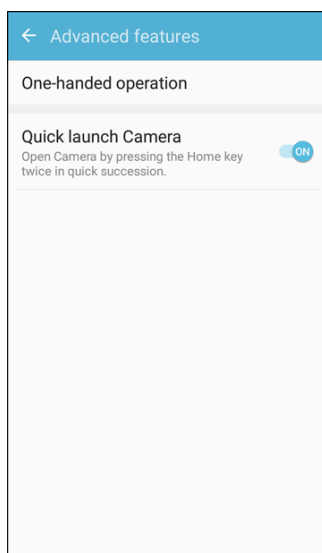 Advanced features
One-handed operation
Quick launch Camera
Open Camera by pressing the Home key
twice in quick succession.
ON